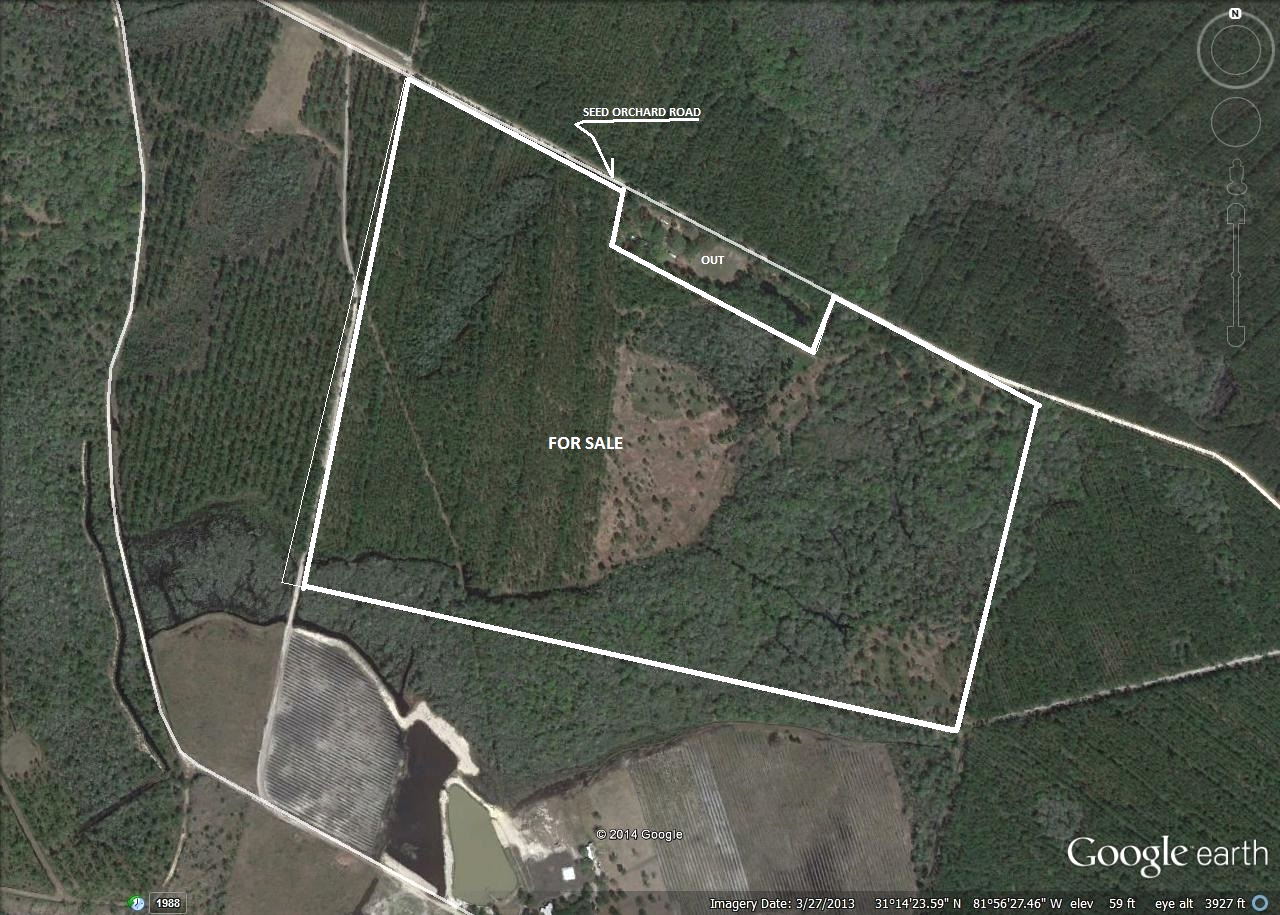 N
SEED ORCHARD ROAD
OUT
FOR SALE
© 2014 Google
Google earth
1988
Imagery Date: 3/27/2013 31°14'23.59" N 81°56'27.46" W elev 59 ft eye alt 3927 ft